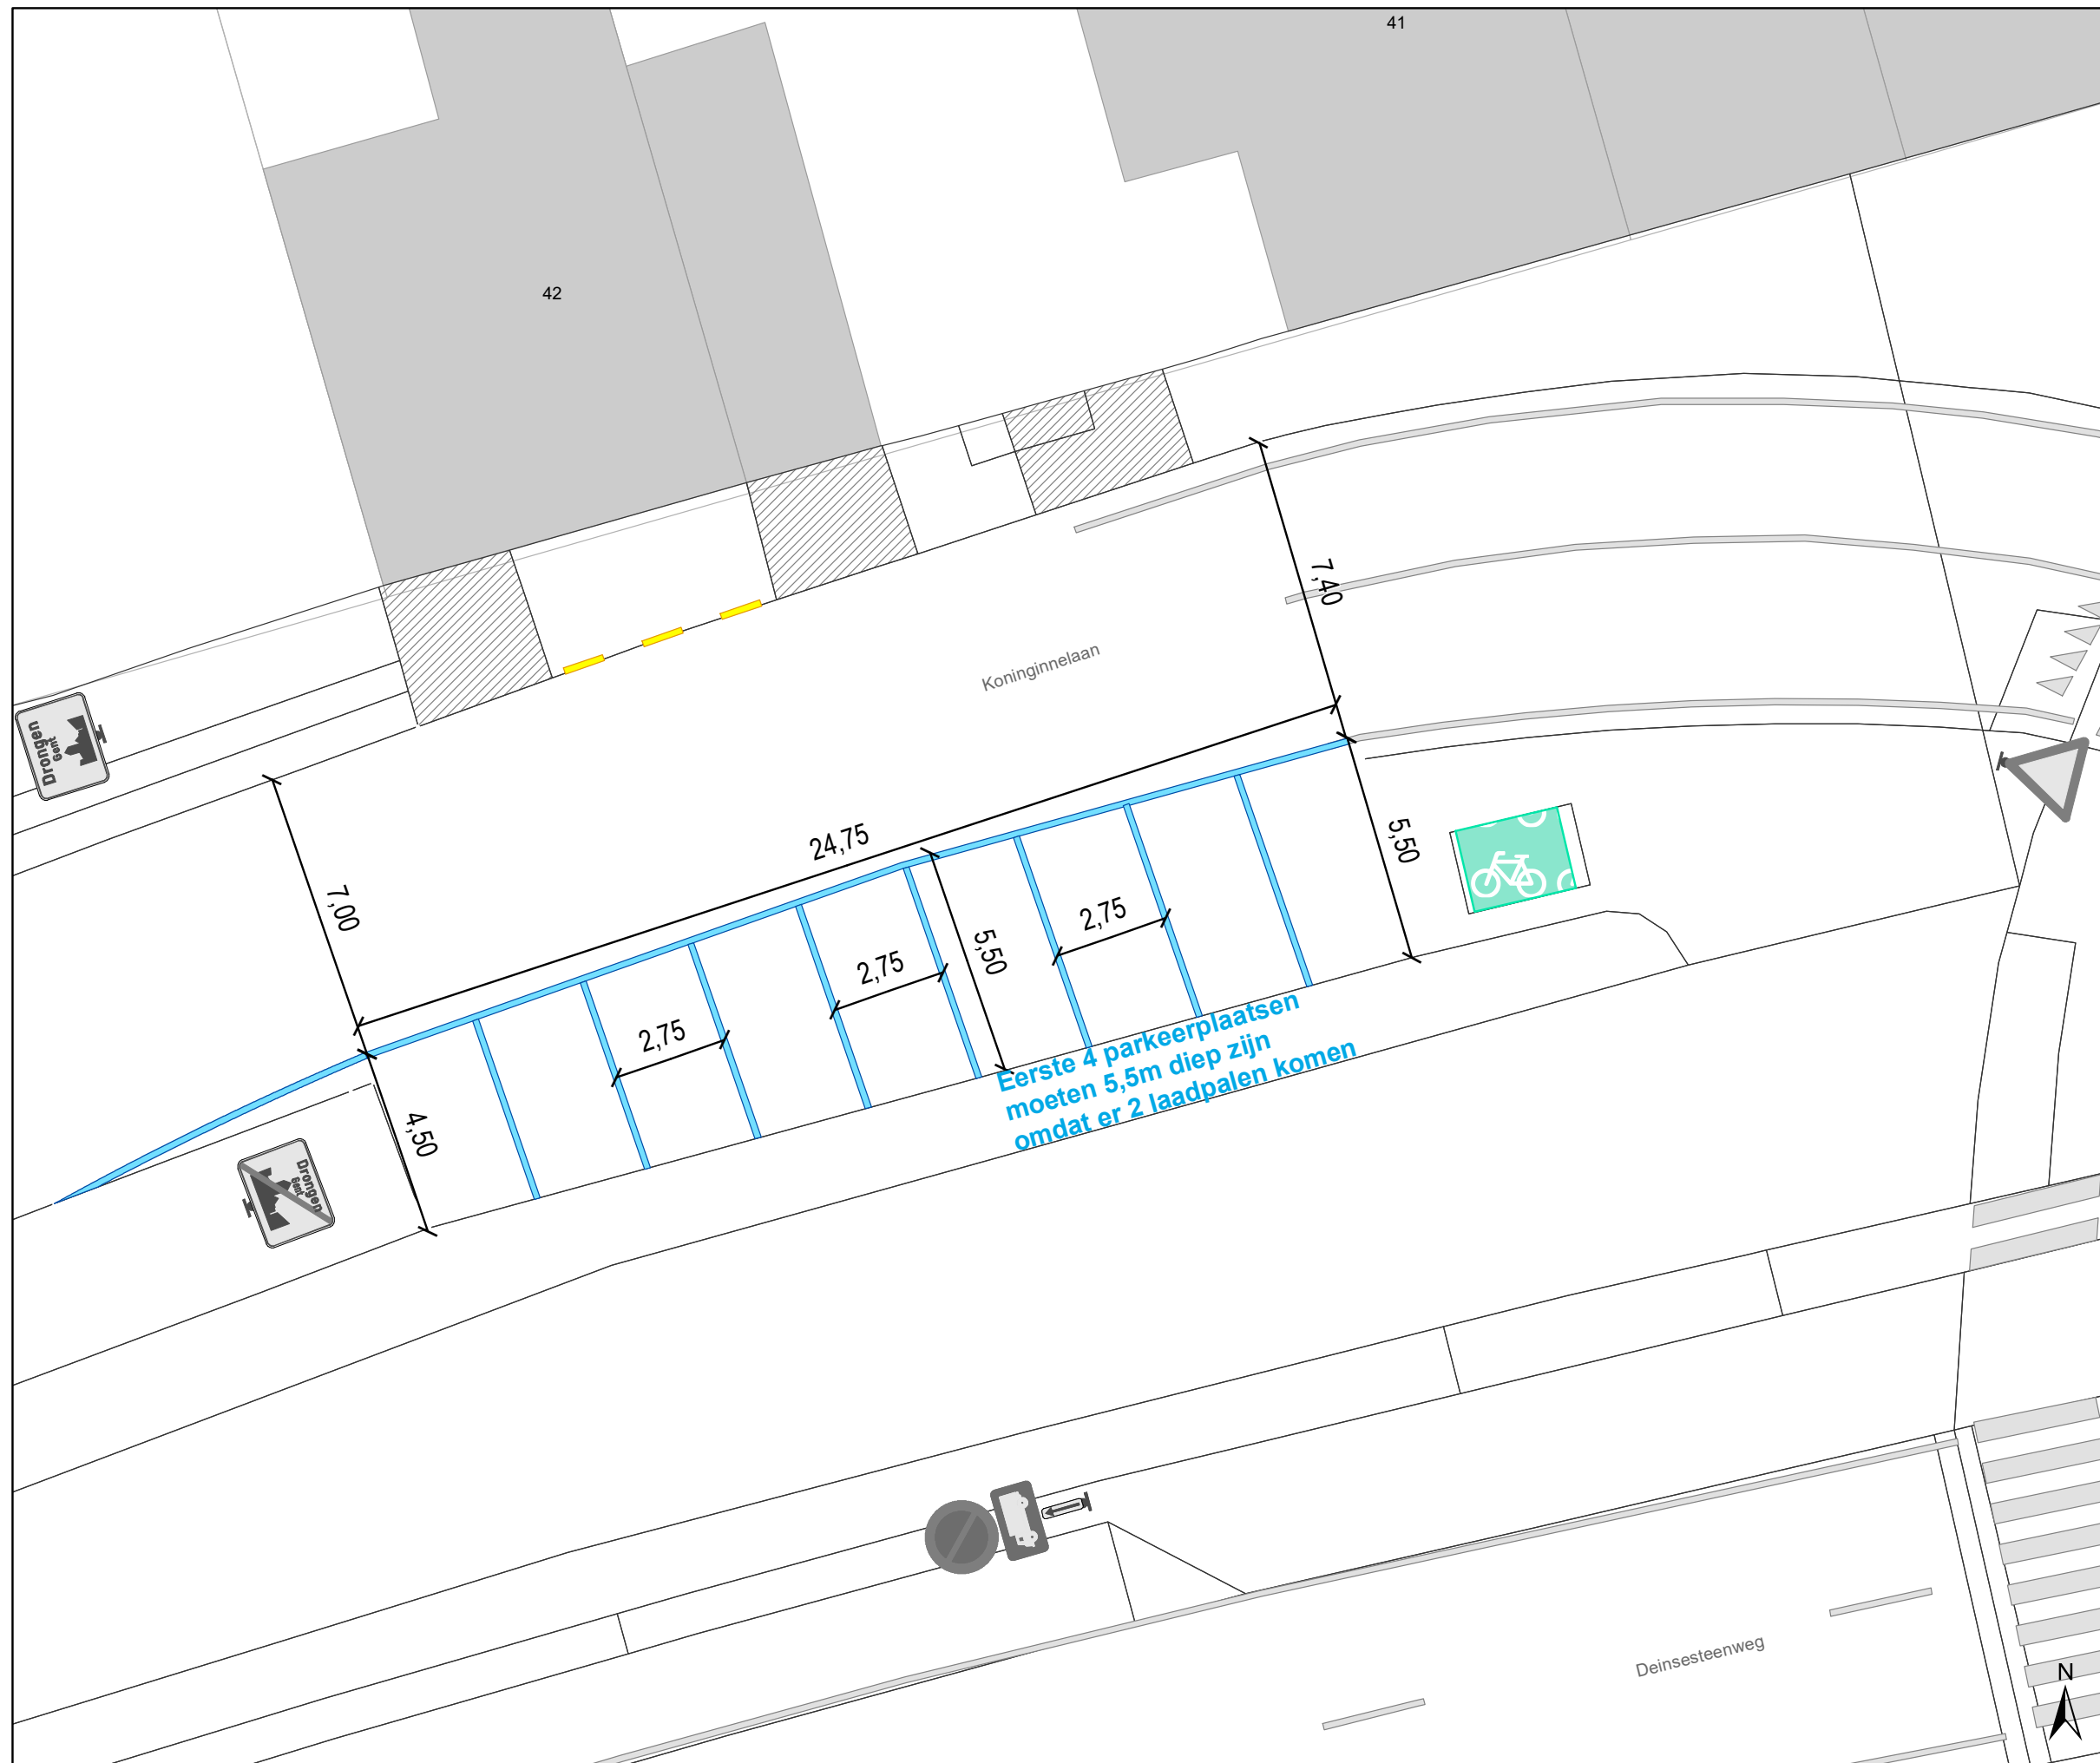 41
42
Drongen
Gent
7,40
Koninginnelaan
24,75
5,50
7,00
2,75
5,50
2,75
2,75
4,50
Eerste 4 parkeerplaatsen
moeten 5,5m diep zijn
omdat er 2 laadpalen komen
Drongen
Gent
Deinsesteenweg
N